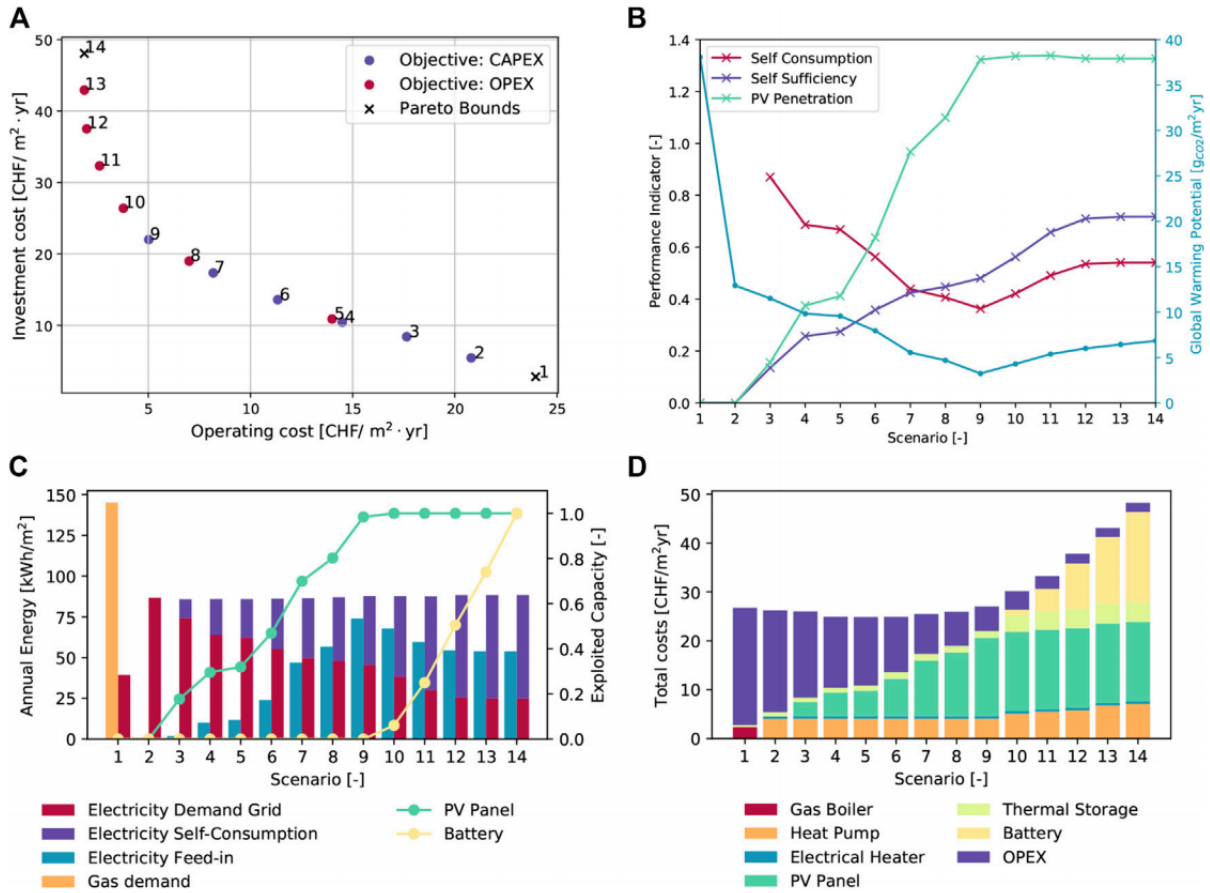 A
50
40
30
20
10
Investment cost [CHF/ m² · yr)
5
10
15
20
25
Operating cost [CHF/ m² · yr]
Objective: CAPEX
Objective: OPEX
Pareto Bounds
14
13
12
11
10
9
8
7
6
54
3
2
1
B
1.4
1.2
1.0
0.8
0.6
0.4
0.2
0.0
Performance Indicator [-]
Self Consumption
Self Sufficiency
PV Penetration
40
35
30
25
20
15
10
5
0
Global Warming Potential [gCO2/m²yr]
1 2 3 4 5 6 7 8 9 10 11 12 13 14
Scenario [-]
C
150
125
100
75
50
25
0
Annual Energy [kWh/m²]
1.0
0.8
0.6
0.4
0.2
0.0
Exploited Capacity [-]
1 2 3 4 5 6 7 8 9 10 11 12 13 14
Scenario [-]
Electricity Demand Grid
Electricity Self-Consumption
Electricity Feed-in
Gas demand
PV Panel
Battery
D
50
40
30
20
10
0
Total costs [CHF/m²yr]
1 2 3 4 5 6 7 8 9 10 11 12 13 14
Scenario [-]
Gas Boiler
Heat Pump
Electrical Heater
PV Panel
Thermal Storage
Battery
OPEX